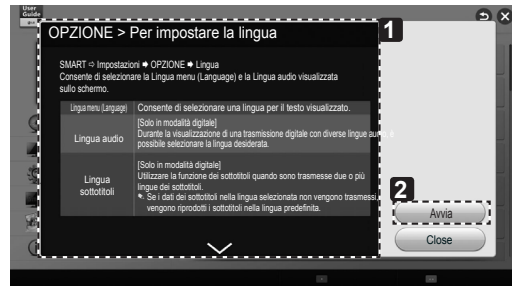 User
Guide
OPZIONE > Per impostare la lingua
1
SMART ⇨ Impostazioni ➡ OPZIONE ➡ Lingua
Consente di selezionare la Lingua menu (Language) e la Lingua audio visualizzata
sullo schermo.
Lingua menu (Language) Consente di selezionare una lingua per il testo visualizzato.
Lingua audio
[Solo in modalità digitale]
Durante la visualizzazione di una trasmissione digitale con diverse lingue audio, è
possibile selezionare la lingua desiderata.
Lingua
sottotitoli
[Solo in modalità digitale]
Utilizzare la funzione dei sottotitoli quando sono trasmesse due o più
lingue dei sottotitoli.
Se i dati dei sottotitoli nella lingua selezionata non vengono trasmessi,
vengono riprodotti i sottotitoli nella lingua predefinita.
2
Avvia
Close